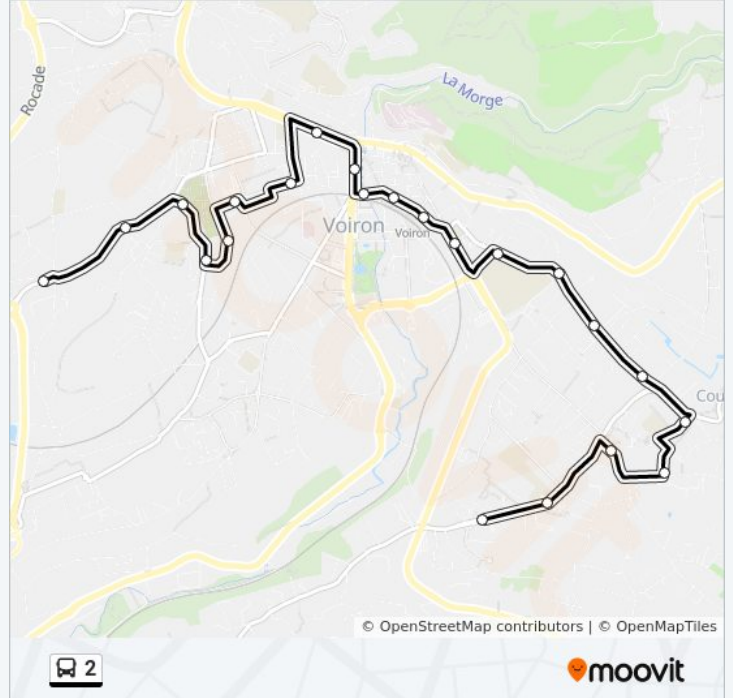 La Morge
Rocade
Voiron
Voiron
Cou
© OpenStreetMap contributors | © OpenMapTiles
2
moovit